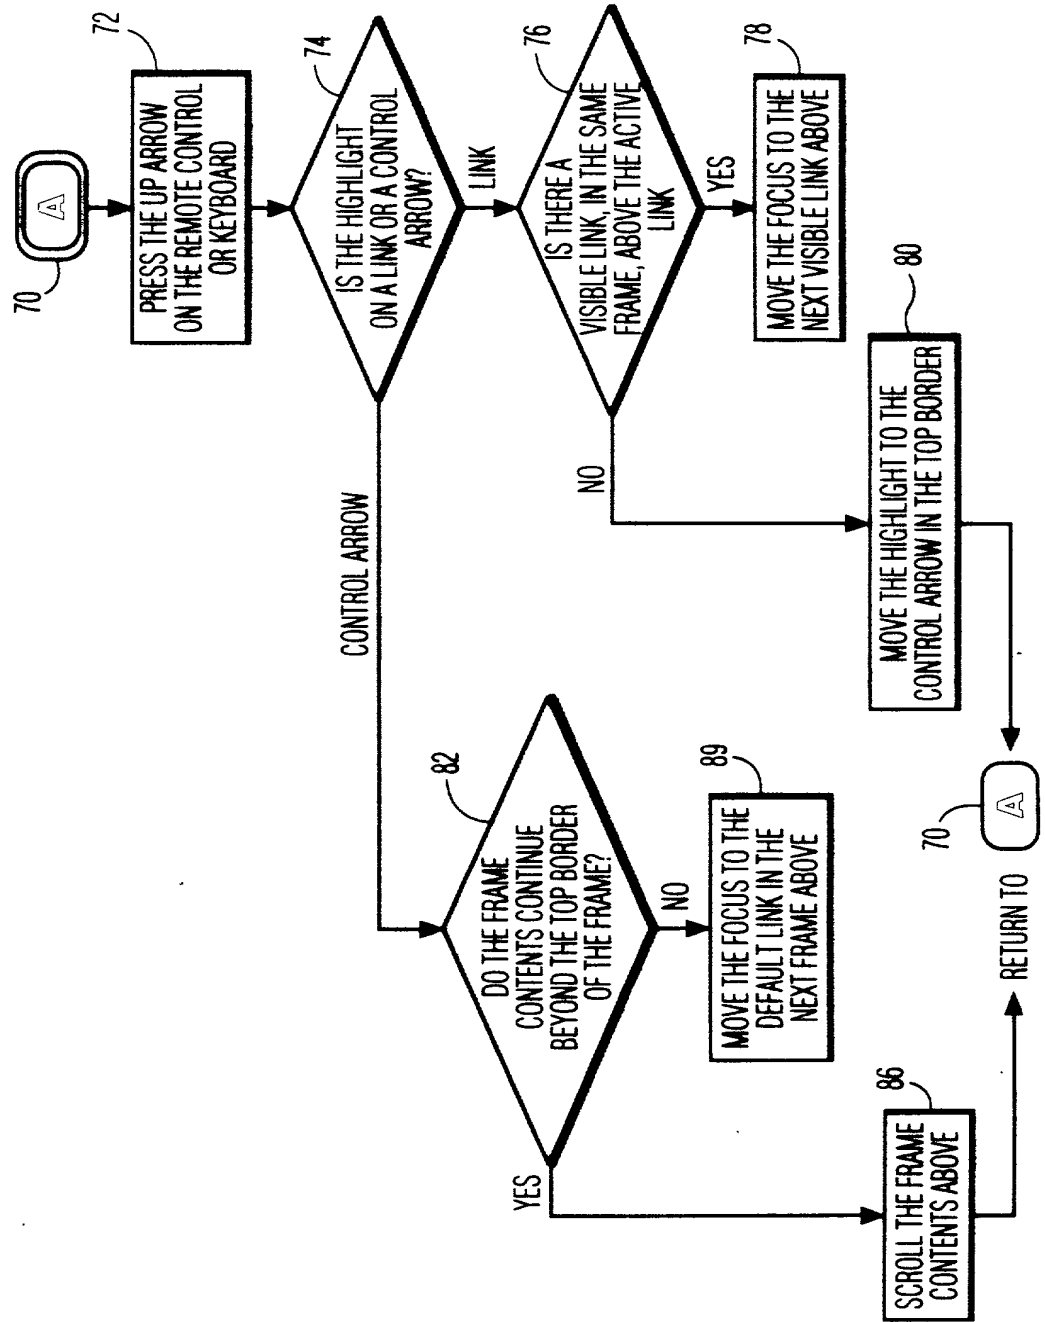 70
A
72
PRESS THE UP ARROW
ON THE REMOTE CONTROL
OR KEYBOARD
74
IS THE HIGHLIGHT
ON A LINK OR A CONTROL
ARROW?
LINK
CONTROL ARROW
76
IS THERE A
VISIBLE LINK, IN THE SAME
FRAME, ABOVE THE ACTIVE
LINK
YES
NO
78
MOVE THE FOCUS TO THE
NEXT VISIBLE LINK ABOVE
80
MOVE THE HIGHLIGHT TO THE
CONTROL ARROW IN THE TOP BORDER
82
DO THE FRAME
CONTENTS CONTINUE
BEYOND THE TOP BORDER
OF THE FRAME?
NO
YES
89
MOVE THE FOCUS TO THE
DEFAULT LINK IN THE
NEXT FRAME ABOVE
86
SCROLL THE FRAME
CONTENTS ABOVE
RETURN TO
70
A